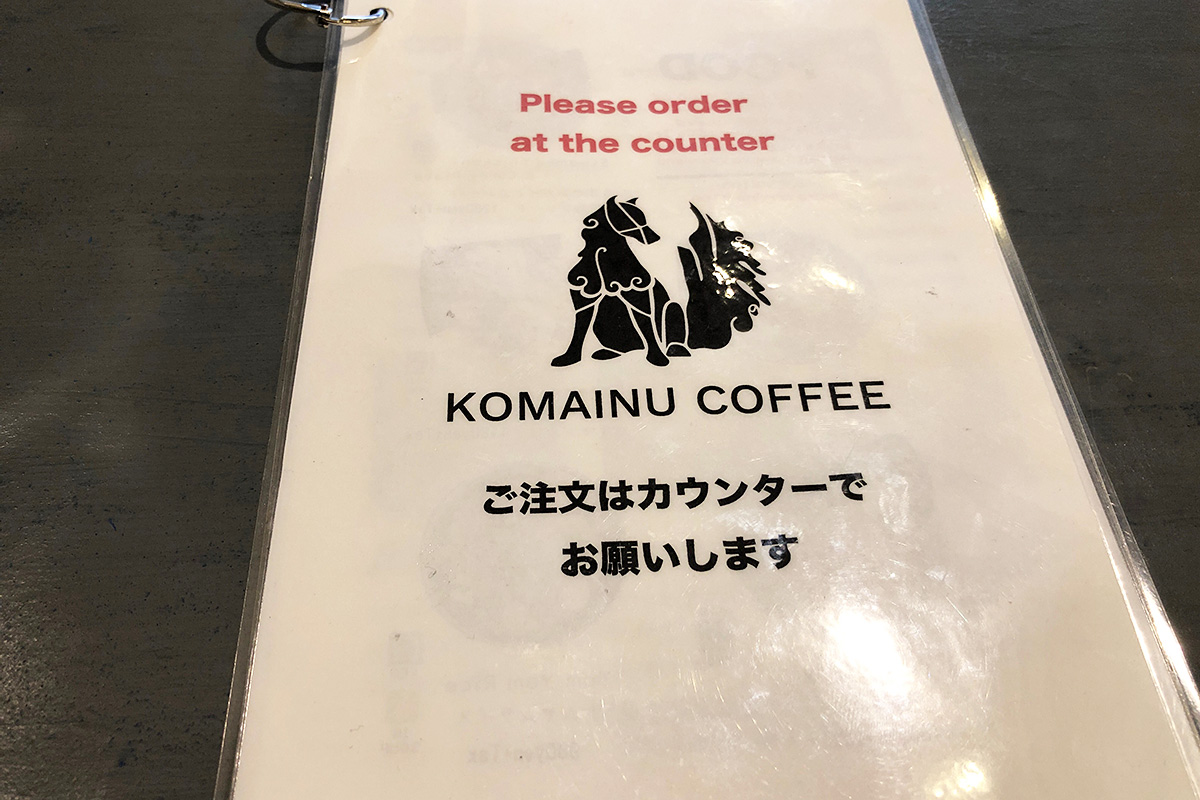 Please order
at the counter
KOMAINU COFFEE
ご注文はカウンターで
お願いします